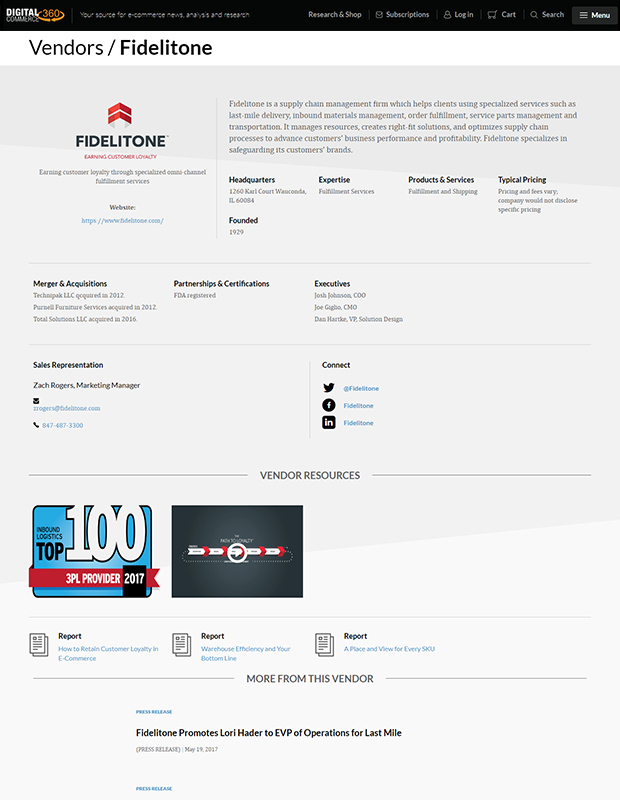 DIGITAL COMMERCE 360
Your source for e-commerce news, analysis and research
Research & Shop
Subscriptions
Log in
Cart
Search
Menu
Vendors / Fidelitone
FIDELITONE
EARNING CUSTOMER LOYALTY
Earning customer loyalty through specialized omni-channel
fulfillment services
Website:
https://www.fidelitone.com/
Fidelitone is a supply chain management firm which helps clients using specialized services such as
last-mile delivery, inbound materials management, order fulfillment, service parts management and
transportation. It manages resources, creates right-fit solutions, and optimizes supply chain
processes to advance customers' business performance and profitability. Fidelitone specializes in
safeguarding its customers' brands.
Headquarters
1260 Karl Court Wauconda,
IL 60084
Expertise
Fulfillment Services
Products & Services
Fulfillment and Shipping
Typical Pricing
Pricing and fees vary;
company would not disclose
specific pricing
Founded
1929
Merger & Acquisitions
Technipak LLC qcquired in 2012.
Purnell Furniture Services acquired in 2012.
Total Solutions LLC acquired in 2016.
Partnerships & Certifications
FDA registered
Executives
Josh Johnson, COO
Joe Giglio, CMO
Dan Hartke, VP, Solution Design
Sales Representation
Zach Rogers, Marketing Manager
zrogers@fidelitone.com
847-487-3300
Connect
@Fidelitone
Fidelitone
Fidelitone
VENDOR RESOURCES
INBOUND
LOGISTICS
TOP 100
3PL PROVIDER 2017
THE
PATH TO LOYALTY
Report
How to Retain Customer Loyalty in
E-Commerce
Report
Warehouse Efficiency and Your
Bottom Line
Report
A Place and View for Every SKU
MORE FROM THIS VENDOR
PRESS RELEASE
Fidelitone Promotes Lori Hader to EVP of Operations for Last Mile
(PRESS RELEASE) | May 19, 2017
PRESS RELEASE